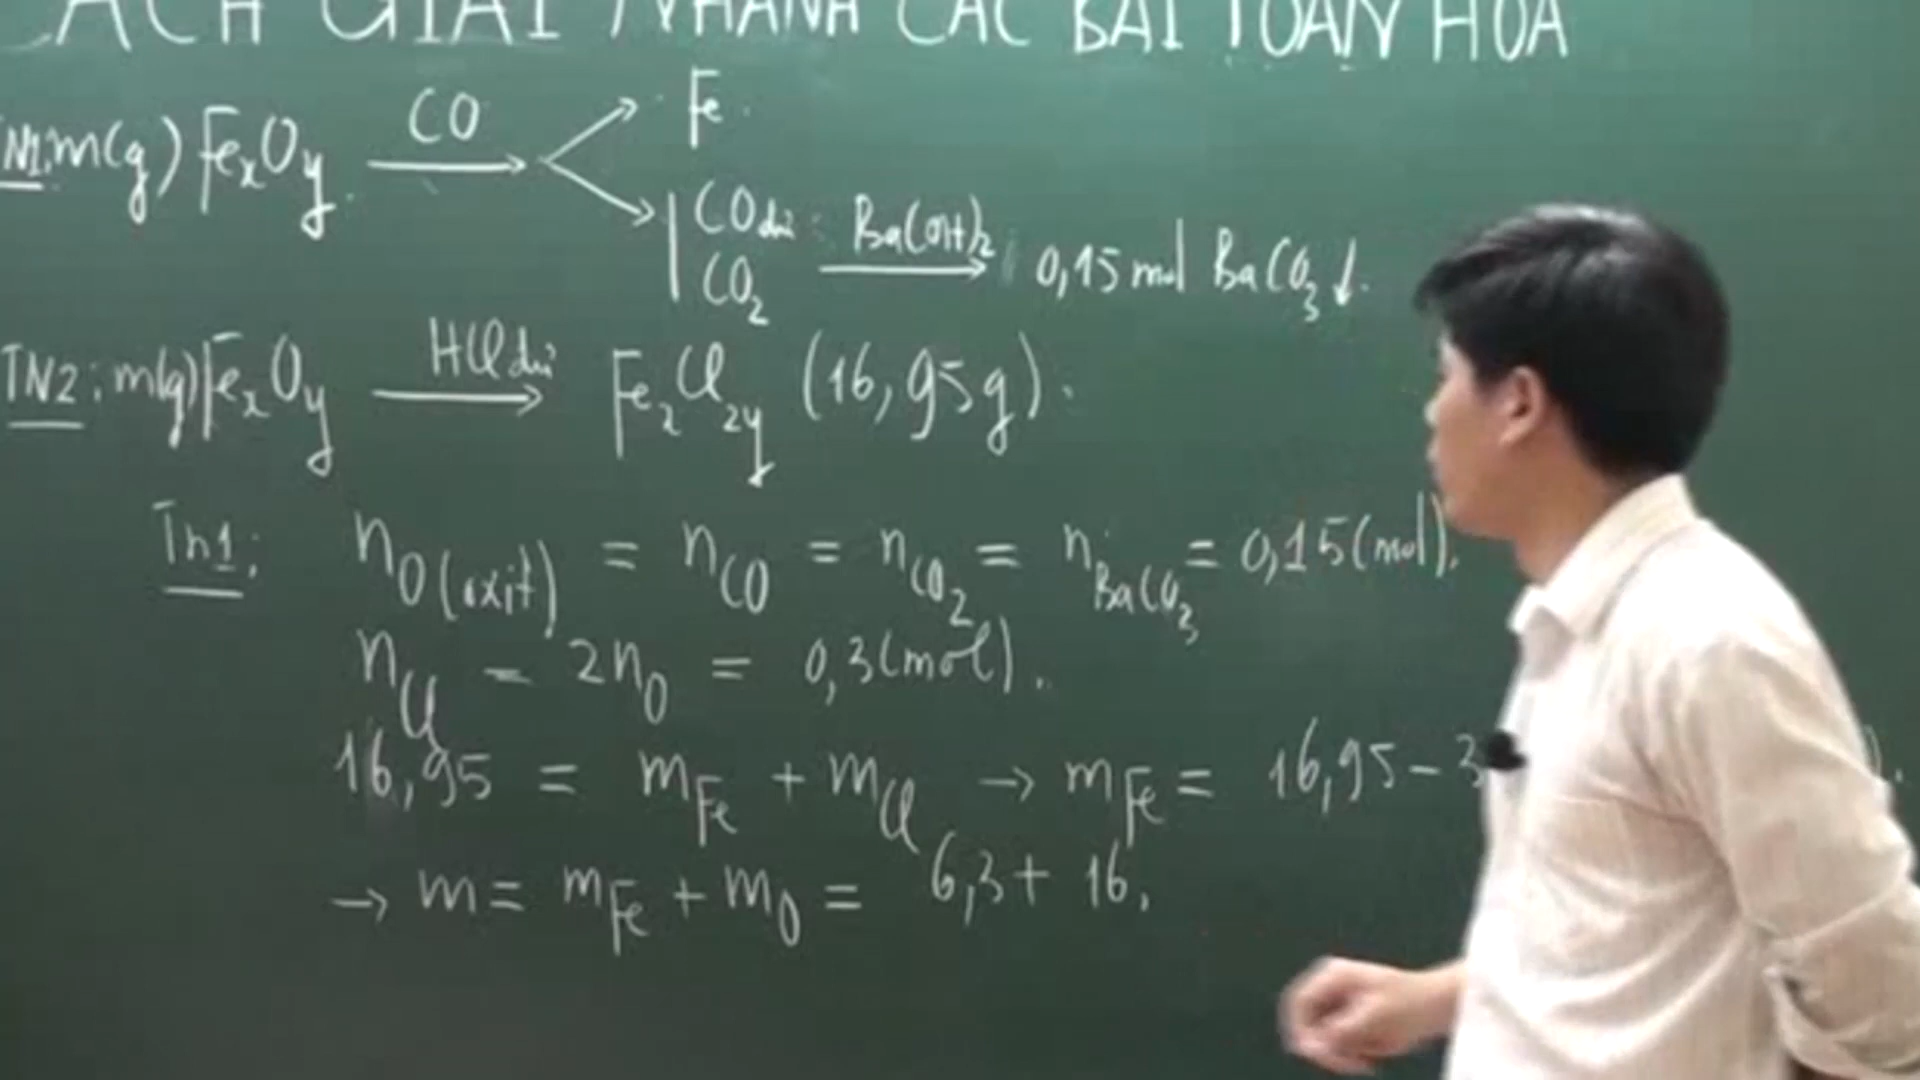 CÁCH GIẢI NHANH CÁC BÀI TOÁN HÓA
TN1: m(g) FexOy CO Fe.
CO dư Ba(OH)2 0,15 mol BaCO3 ↓.
CO2
TN2: m(g) FexOy HCl dư FexCl2y (16,95g).
Tn1: nO(oxit) = nCO = nCO2 = nBaCO3 = 0,15(mol).
nCl = 2nO = 0,3(mol).
16,95 = mFe + mCl → mFe = 16,95 - 3
→ m = mFe + mO = 6,3 + 16.